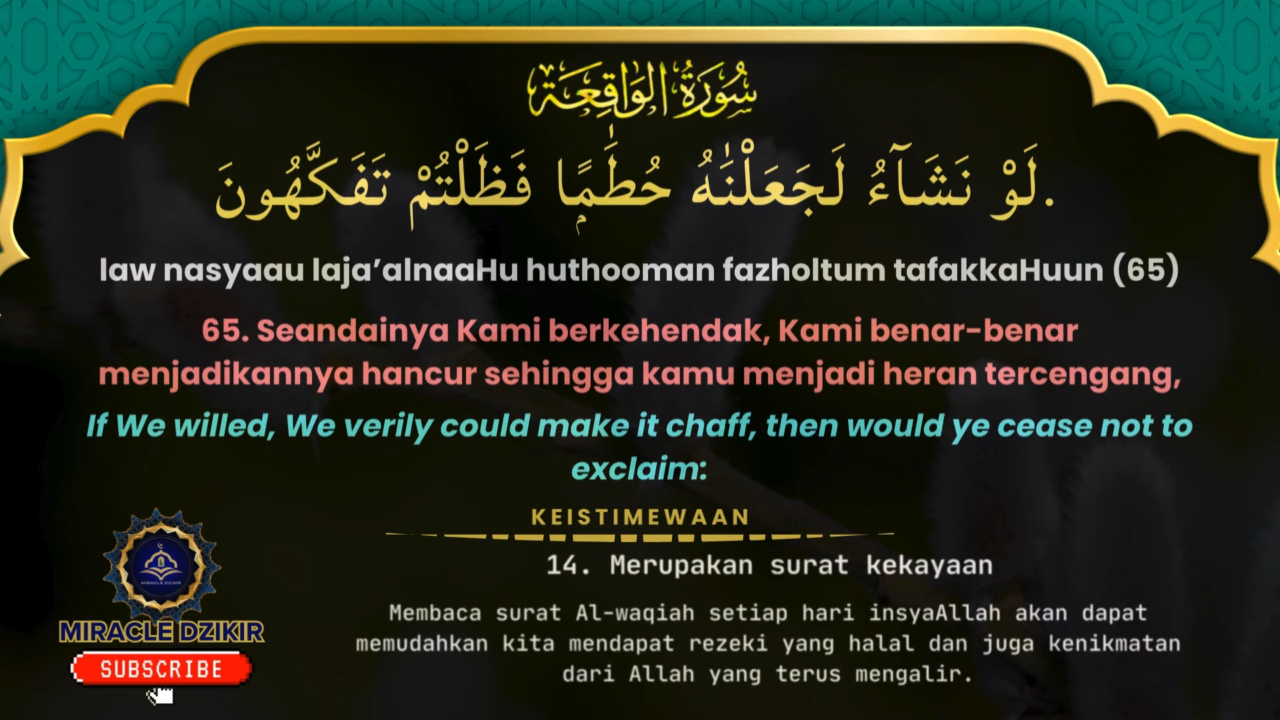 سُورَةُ الوَاقِعَة
لَوْ نَشَآءُ لَجَعَلْنَٰهُ حُطَٰمًۭا فَظَلْتُمْ تَفَكَّهُونَ.
law nasyaau laja’alnaaHu huthooman fazholtum tafakkaHuun (65)
65. Seandainya Kami berkehendak, Kami benar-benar
menjadikannya hancur sehingga kamu menjadi heran tercengang,
If We willed, We verily could make it chaff, then would ye cease not to
exclaim:
KEISTIMEWAAN
14. Merupakan surat kekayaan
Membaca surat Al-waqiah setiap hari insyaAllah akan dapat
memudahkan kita mendapat rezeki yang halal dan juga kenikmatan
dari Allah yang terus mengalir.
MIRACLE DZIKIR
MIRACLE DZIKIR
SUBSCRIBE